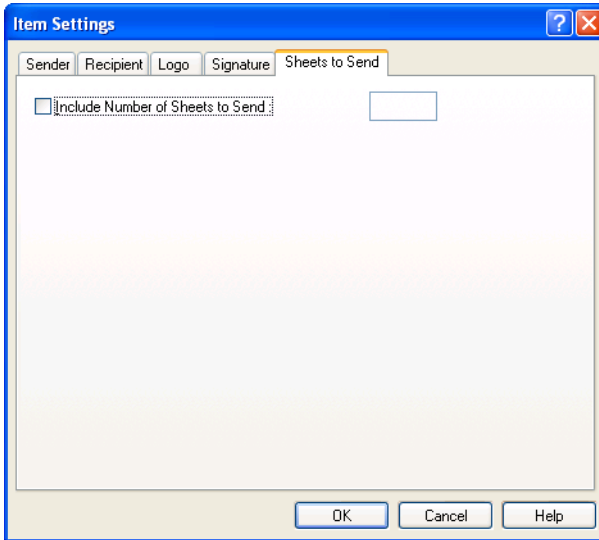 Item Settings
Sender Recipient Logo Signature Sheets to Send
Include Number of Sheets to Send :
OK Cancel Help